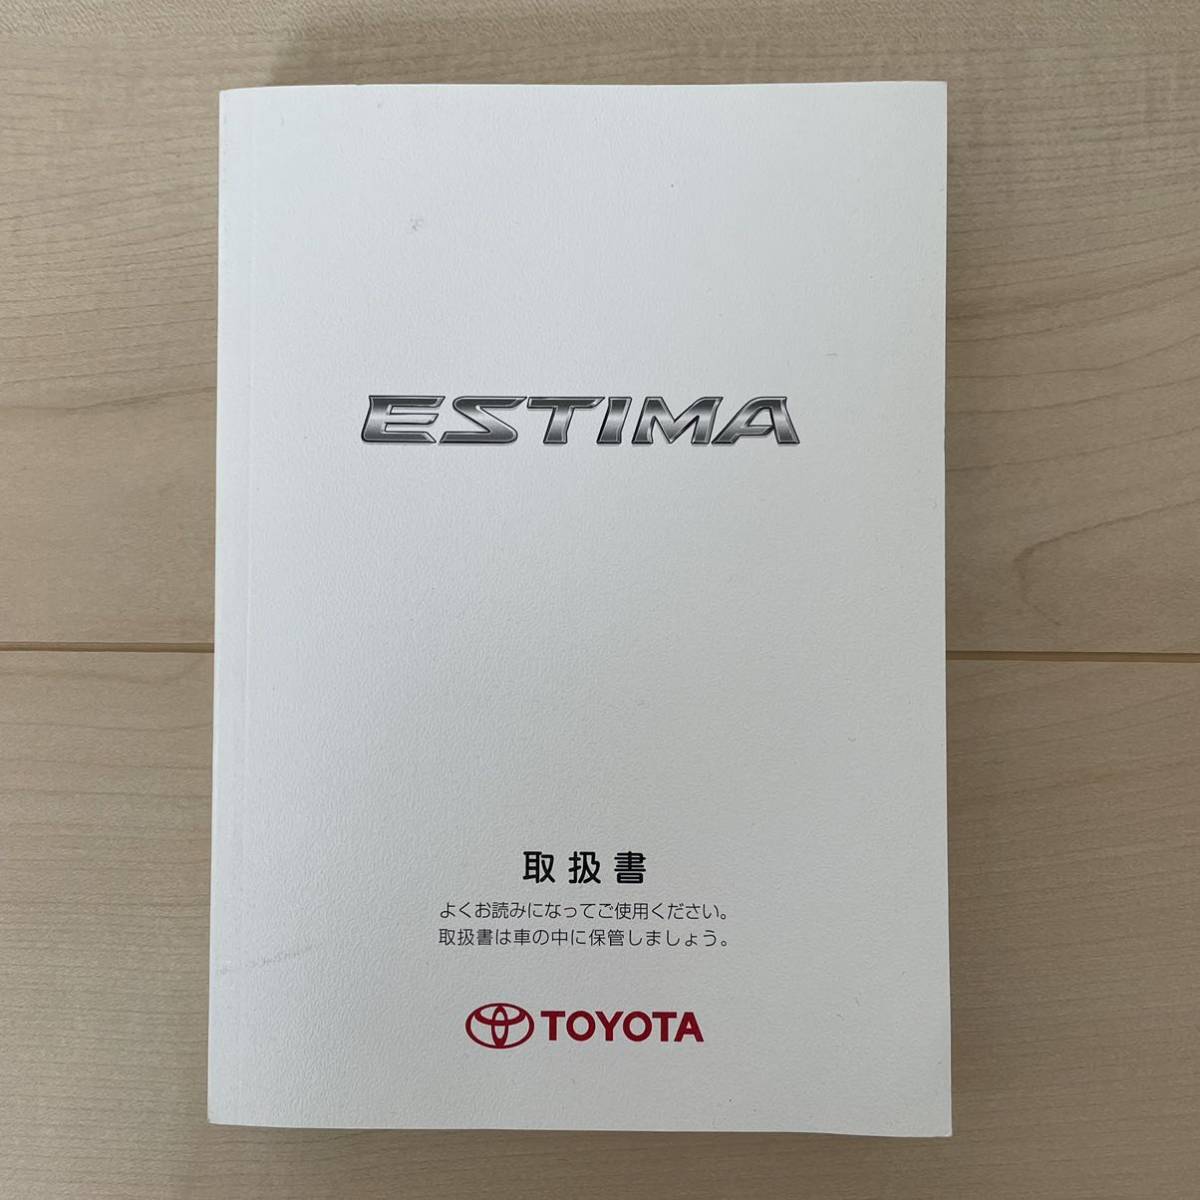 ESTIMA
取扱書
よくお読みになってご使用ください。
取扱書は車の中に保管しましょう。
TOYOTA